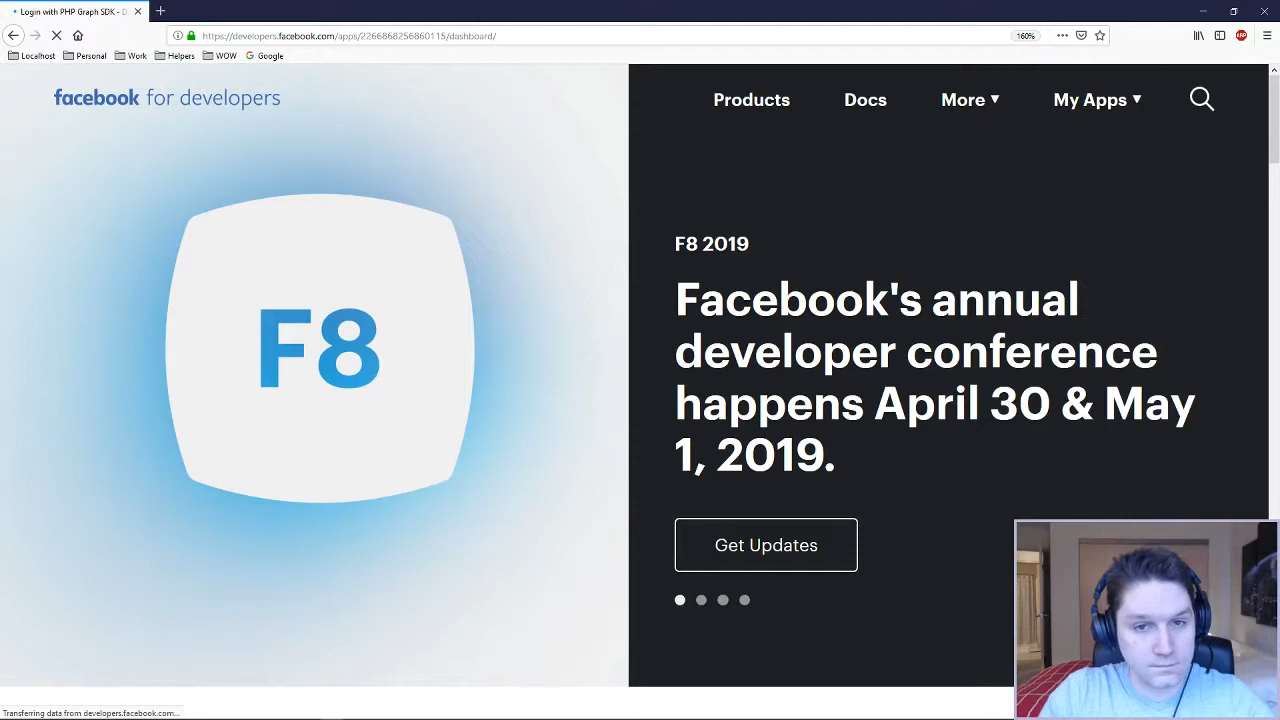 Login with PHP Graph SDK - D
https://developers.facebook.com/apps/2266868256860115/dashboard/
160%
Localhost Personal Work Helpers WOW Google
facebook for developers
Products Docs More My Apps
F8
F8 2019
Facebook's annual
developer conference
happens April 30 & May
1, 2019.
Get Updates
Transferring data from developers.facebook.com...